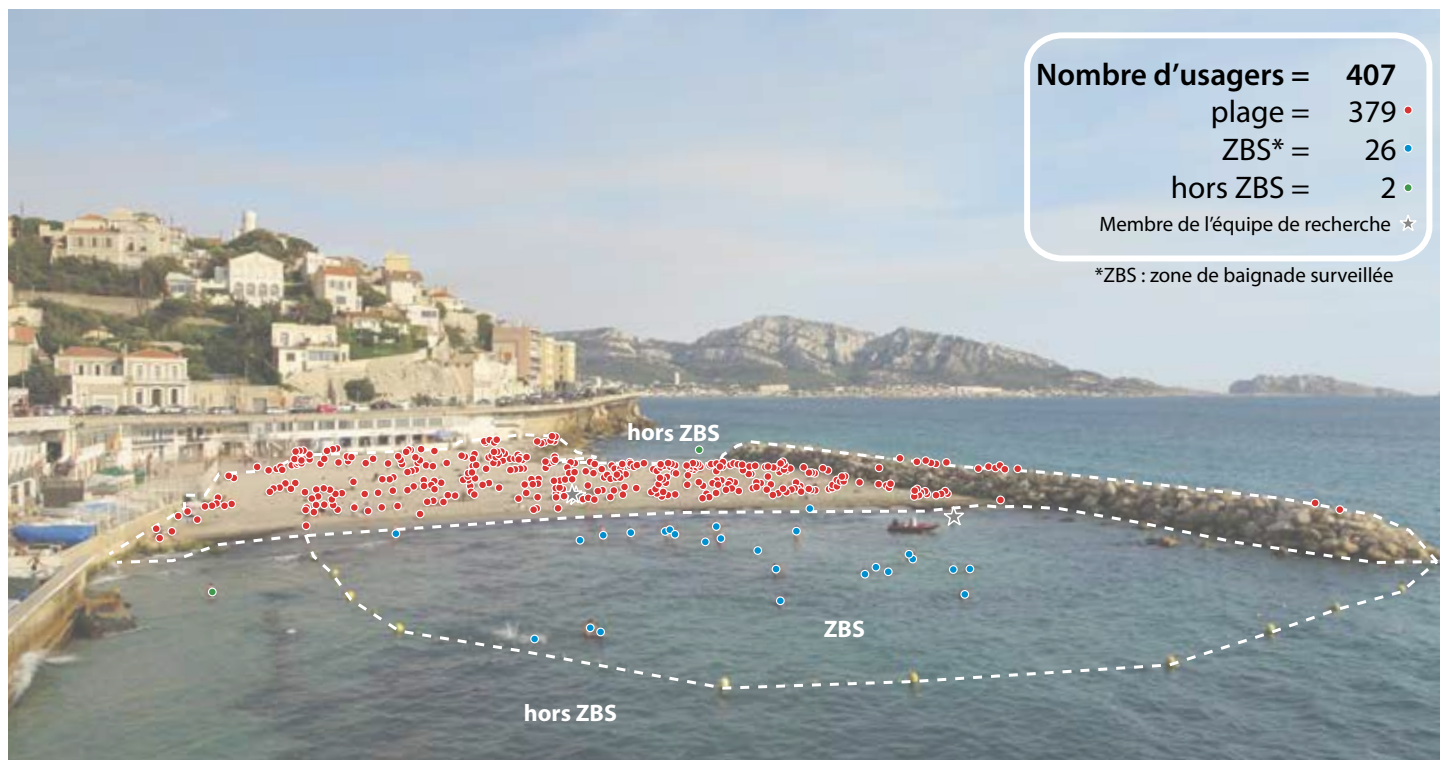 Nombre d’usagers = 407
plage = 379
ZBS* = 26
hors ZBS = 2
Membre de l’équipe de recherche
*ZBS : zone de baignade surveillée
hors ZBS
ZBS
hors ZBS